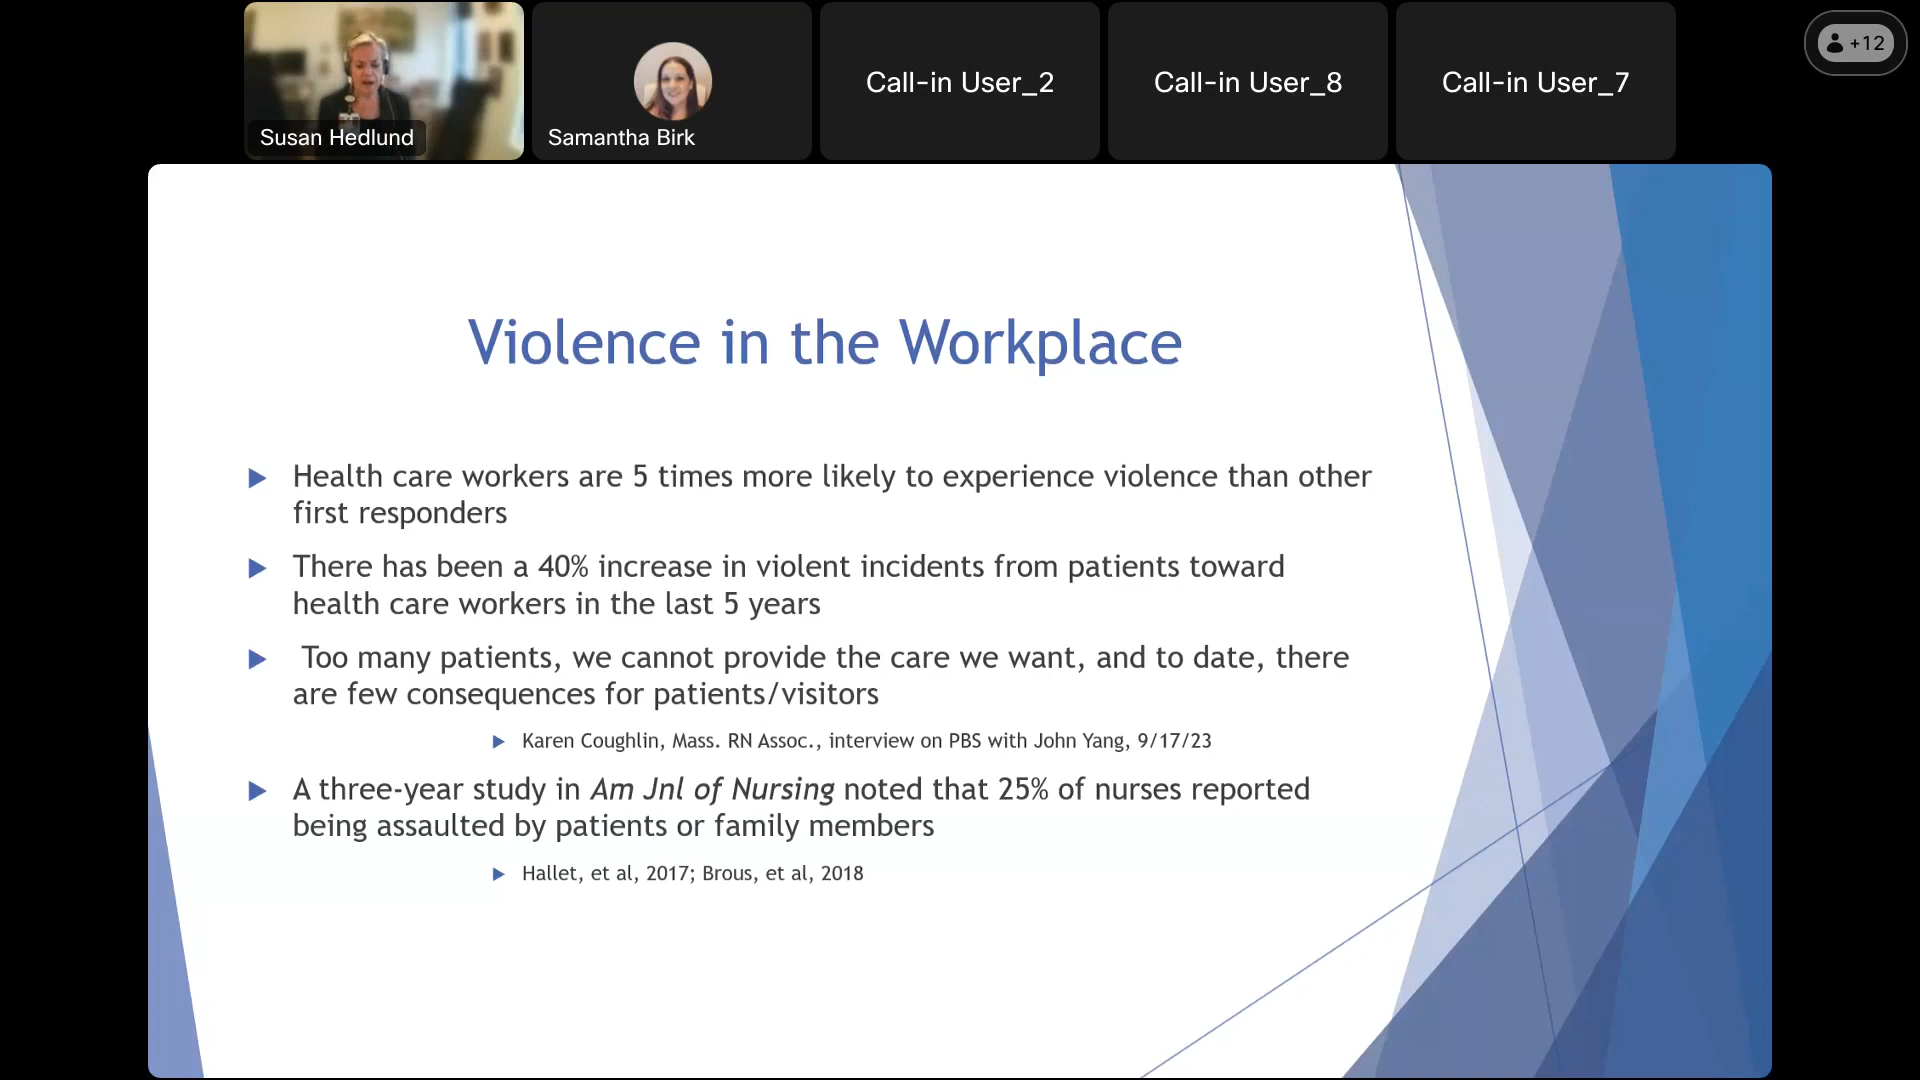 Susan Hedlund
Samantha Birk
Call-in User_2
Call-in User_8
Call-in User_7
+12
Violence in the Workplace
Health care workers are 5 times more likely to experience violence than other
first responders
There has been a 40% increase in violent incidents from patients toward
health care workers in the last 5 years
Too many patients, we cannot provide the care we want, and to date, there
are few consequences for patients/visitors
Karen Coughlin, Mass. RN Assoc., interview on PBS with John Yang, 9/17/23
A three-year study in Am Jnl of Nursing noted that 25% of nurses reported
being assaulted by patients or family members
Hallet, et al, 2017; Brous, et al, 2018